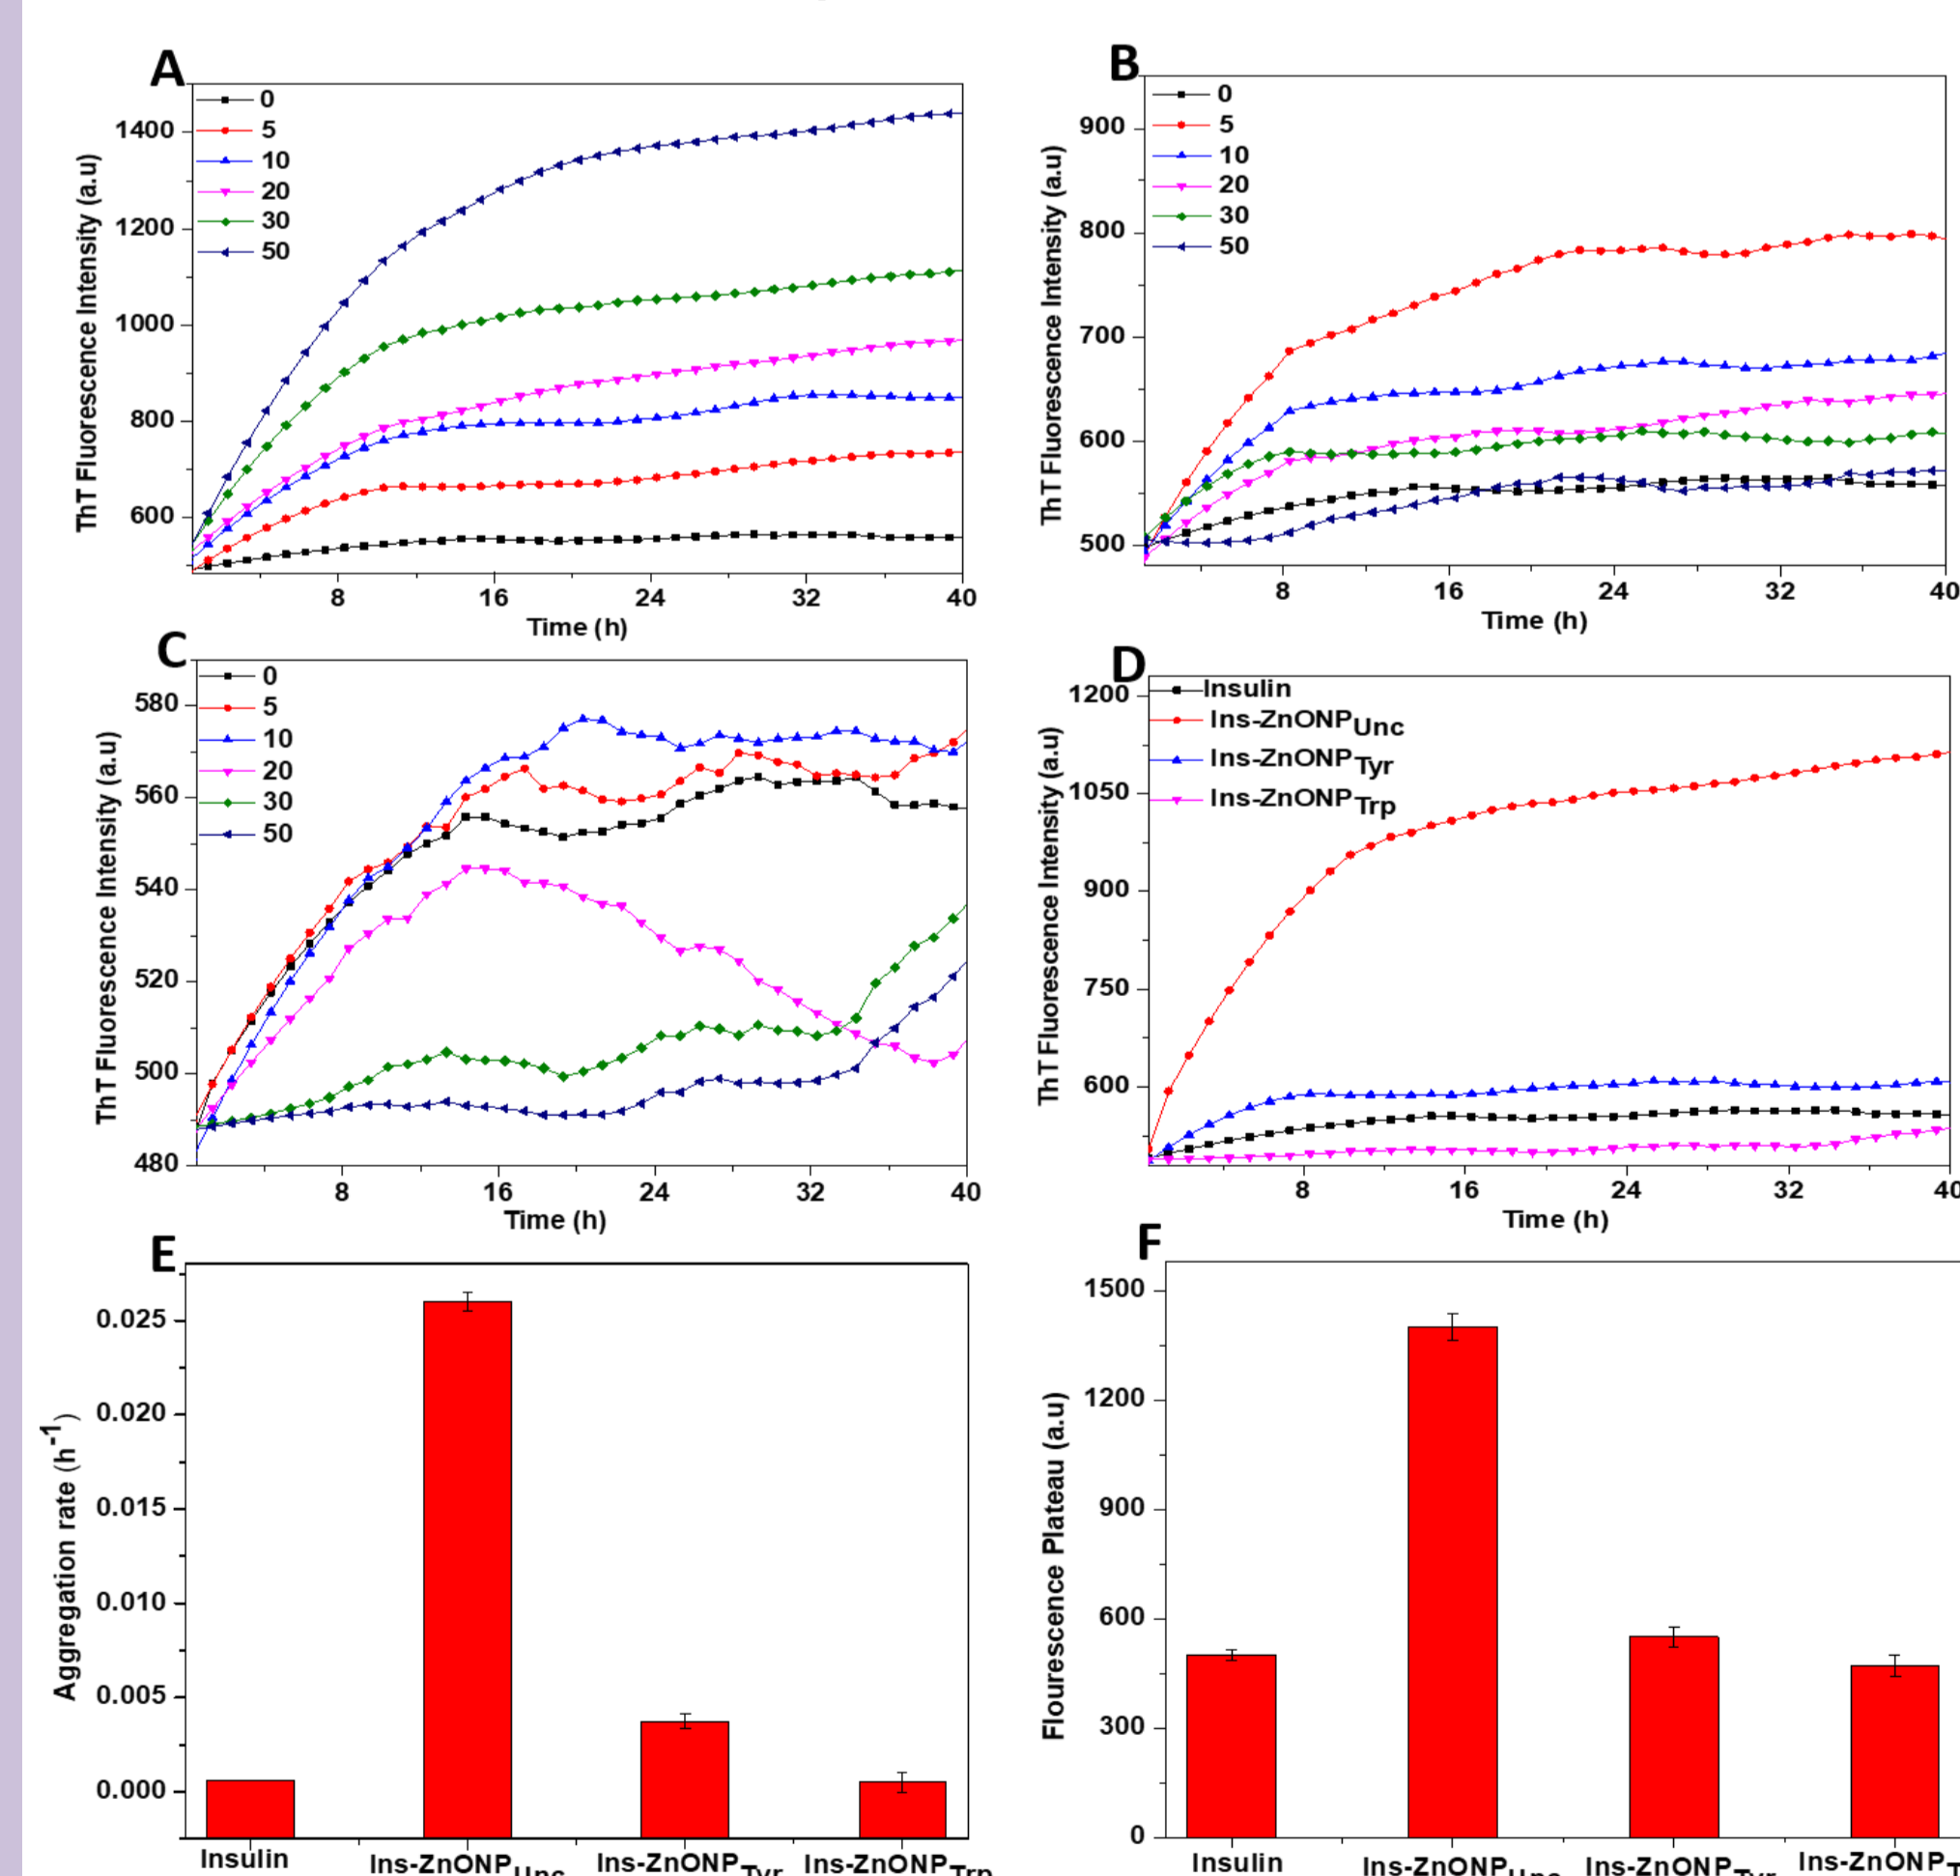 A
ThT Fluorescence Intensity (a.u)
0
5
10
20
30
50
1400
1200
1000
800
600
8 16 24 32 40
Time (h)
B
ThT Fluorescence Intensity (a.u)
0
5
10
20
30
50
900
800
700
600
500
8 16 24 32 40
Time (h)
C
ThT Fluorescence Intensity (a.u)
0
5
10
20
30
50
580
560
540
520
500
480
8 16 24 32 40
Time (h)
D
ThT Fluorescence Intensity (a.u)
Insulin
Ins-ZnONPUnc
Ins-ZnONPTyr
Ins-ZnONPTrp
1200
1050
900
750
600
8 16 24 32 40
Time (h)
E
Aggregation rate (h-1)
0.025
0.020
0.015
0.010
0.005
0.000
Insulin Ins-ZnONPUnc Ins-ZnONPTyr Ins-ZnONPTrp
F
Flourescence Plateau (a.u)
1500
1200
900
600
300
0
Insulin Ins-ZnONPUnc Ins-ZnONPTyr Ins-ZnONP